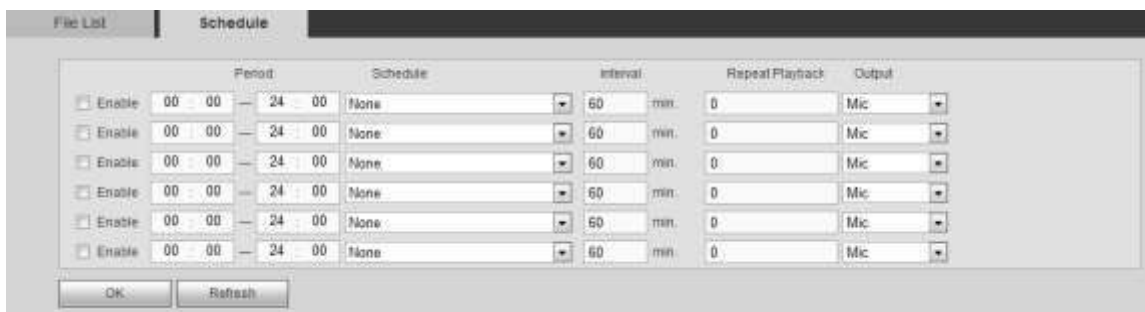 File List Schedule
Period Schedule Interval Repeat Playback Output
Enable 00 : 00 — 24 : 00 None 60 min. 0 Mic
Enable 00 : 00 — 24 : 00 None 60 min. 0 Mic
Enable 00 : 00 — 24 : 00 None 60 min. 0 Mic
Enable 00 : 00 — 24 : 00 None 60 min. 0 Mic
Enable 00 : 00 — 24 : 00 None 60 min. 0 Mic
Enable 00 : 00 — 24 : 00 None 60 min. 0 Mic
OK Refresh